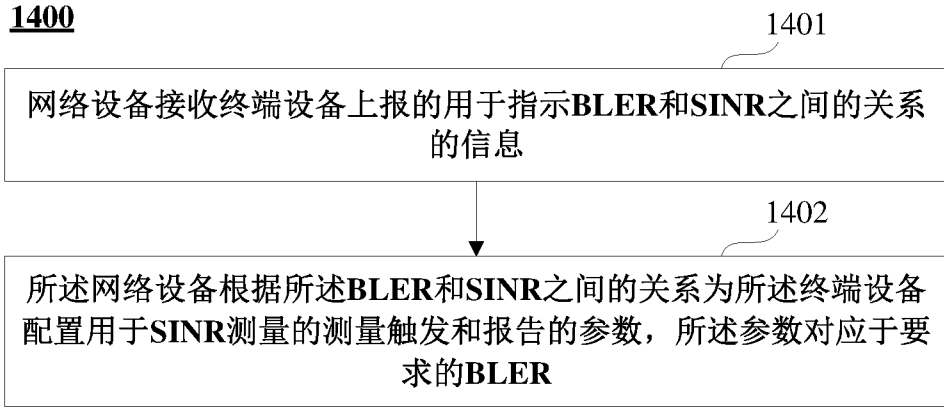 1400
1401
网络设备接收终端设备上报的用于指示BLER和SINR之间的关系
的信息
1402
所述网络设备根据所述BLER和SINR之间的关系为所述终端设备
配置用于SINR测量的测量触发和报告的参数，所述参数对应于要
求的BLER